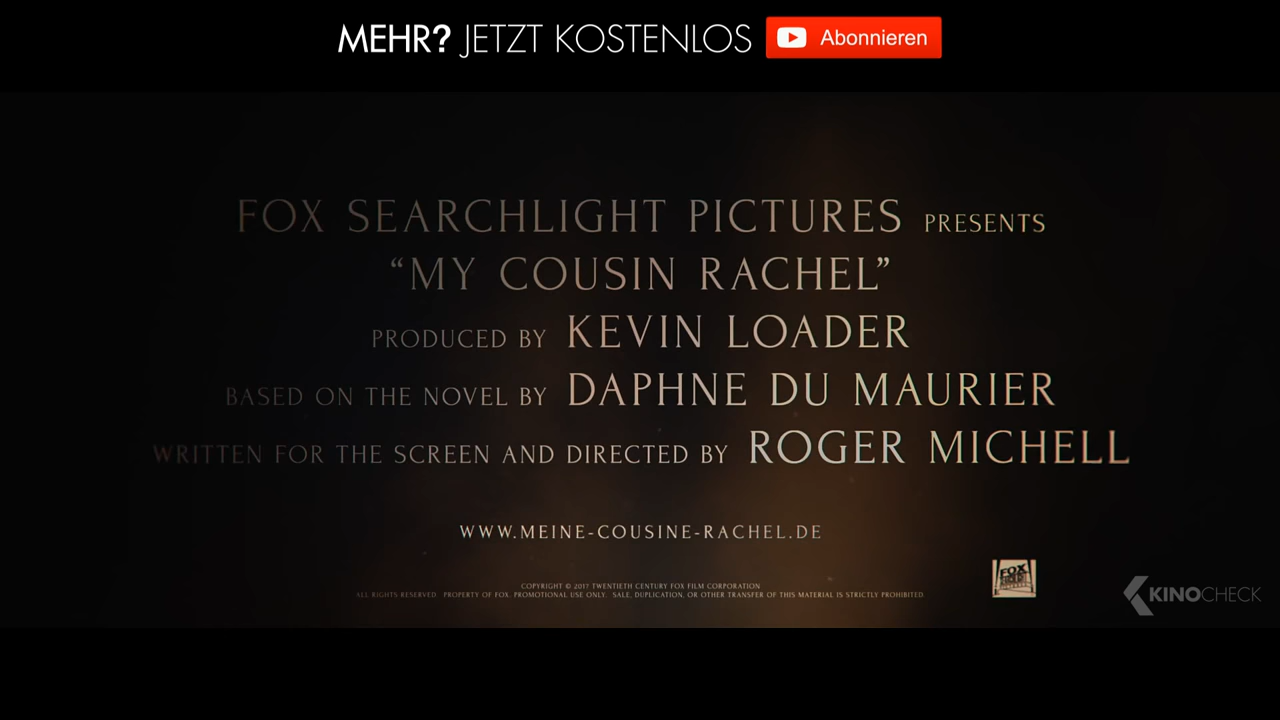 MEHR? JETZT KOSTENLOS Abonnieren
FOX SEARCHLIGHT PICTURES PRESENTS
“MY COUSIN RACHEL”
PRODUCED BY KEVIN LOADER
BASED ON THE NOVEL BY DAPHNE DU MAURIER
WRITTEN FOR THE SCREEN AND DIRECTED BY ROGER MICHELL
WWW.MEINE-COUSINE-RACHEL.DE
COPYRIGHT © 2017 TWENTIETH CENTURY FOX FILM CORPORATION
ALL RIGHTS RESERVED PROPERTY OF FOX. PROMOTIONAL USE ONLY. SALE, DUPLICATION, OR OTHER TRANSFER OF THIS MATERIAL IS STRICTLY PROHIBITED
FOX
KINOCHECK